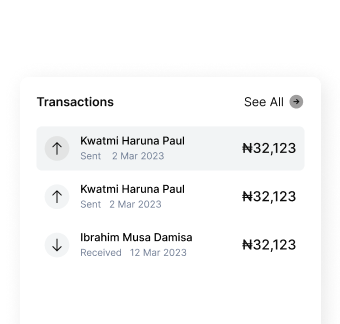 Transactions See All
Kwatmi Haruna Paul
₦32,123
Sent 2 Mar 2023
Kwatmi Haruna Paul
₦32,123
Sent 2 Mar 2023
Ibrahim Musa Damisa
₦32,123
Received 12 Mar 2023